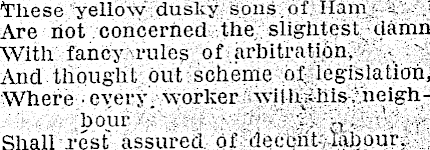 These yellow dusky sons of Ham
Are not concerned the slightest damn
With fancy rules of arbitration,
And thought out scheme of legislation,
Where every worker with his neigh-
bour
Shall rest assured of decent labour.